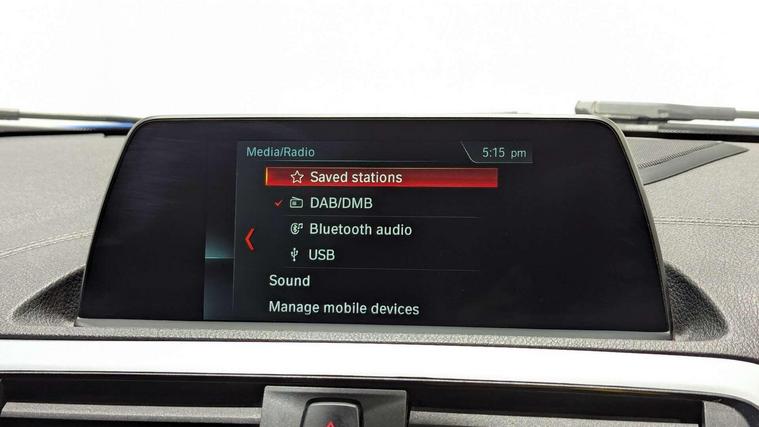 Media/Radio
5:15 pm
Saved stations
DAB/DMB
Bluetooth audio
USB
Sound
Manage mobile devices